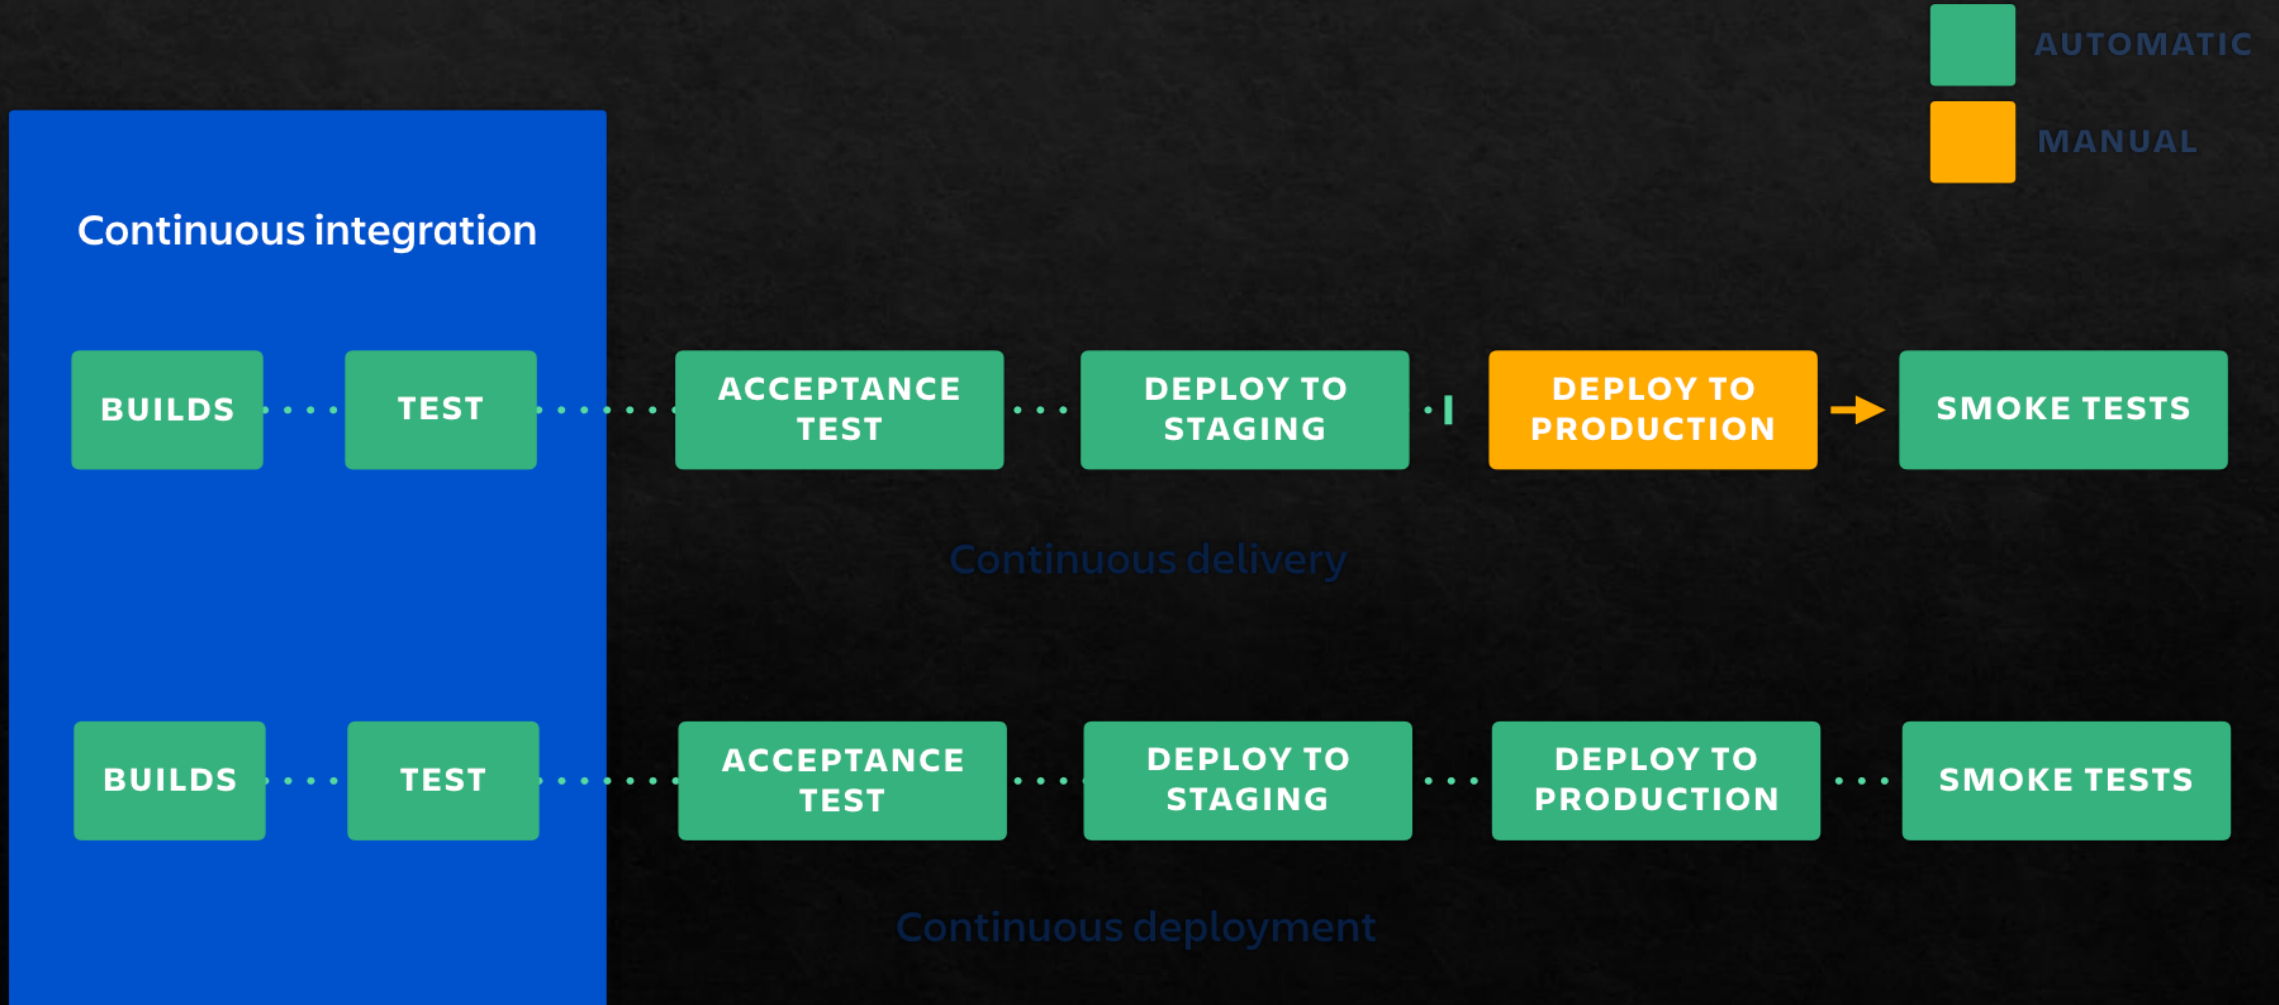 AUTOMATIC
MANUAL
Continuous integration
BUILDS
TEST
ACCEPTANCE
TEST
DEPLOY TO
STAGING
DEPLOY TO
PRODUCTION
SMOKE TESTS
Continuous delivery
BUILDS
TEST
ACCEPTANCE
TEST
DEPLOY TO
STAGING
DEPLOY TO
PRODUCTION
SMOKE TESTS
Continuous deployment